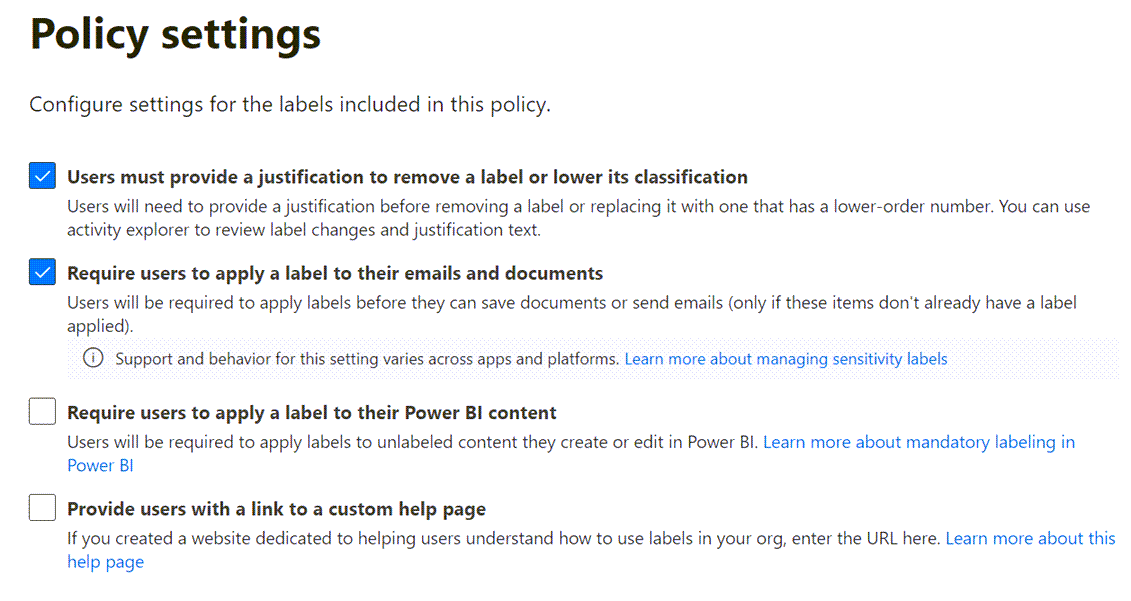 Policy settings
Configure settings for the labels included in this policy.
Users must provide a justification to remove a label or lower its classification
Users will need to provide a justification before removing a label or replacing it with one that has a lower-order number. You can use
activity explorer to review label changes and justification text.
Require users to apply a label to their emails and documents
Users will be required to apply labels before they can save documents or send emails (only if these items don't already have a label
applied).
Support and behavior for this setting varies across apps and platforms. Learn more about managing sensitivity labels
Require users to apply a label to their Power BI content
Users will be required to apply labels to unlabeled content they create or edit in Power BI. Learn more about mandatory labeling in
Power BI
Provide users with a link to a custom help page
If you created a website dedicated to helping users understand how to use labels in your org, enter the URL here. Learn more about this
help page